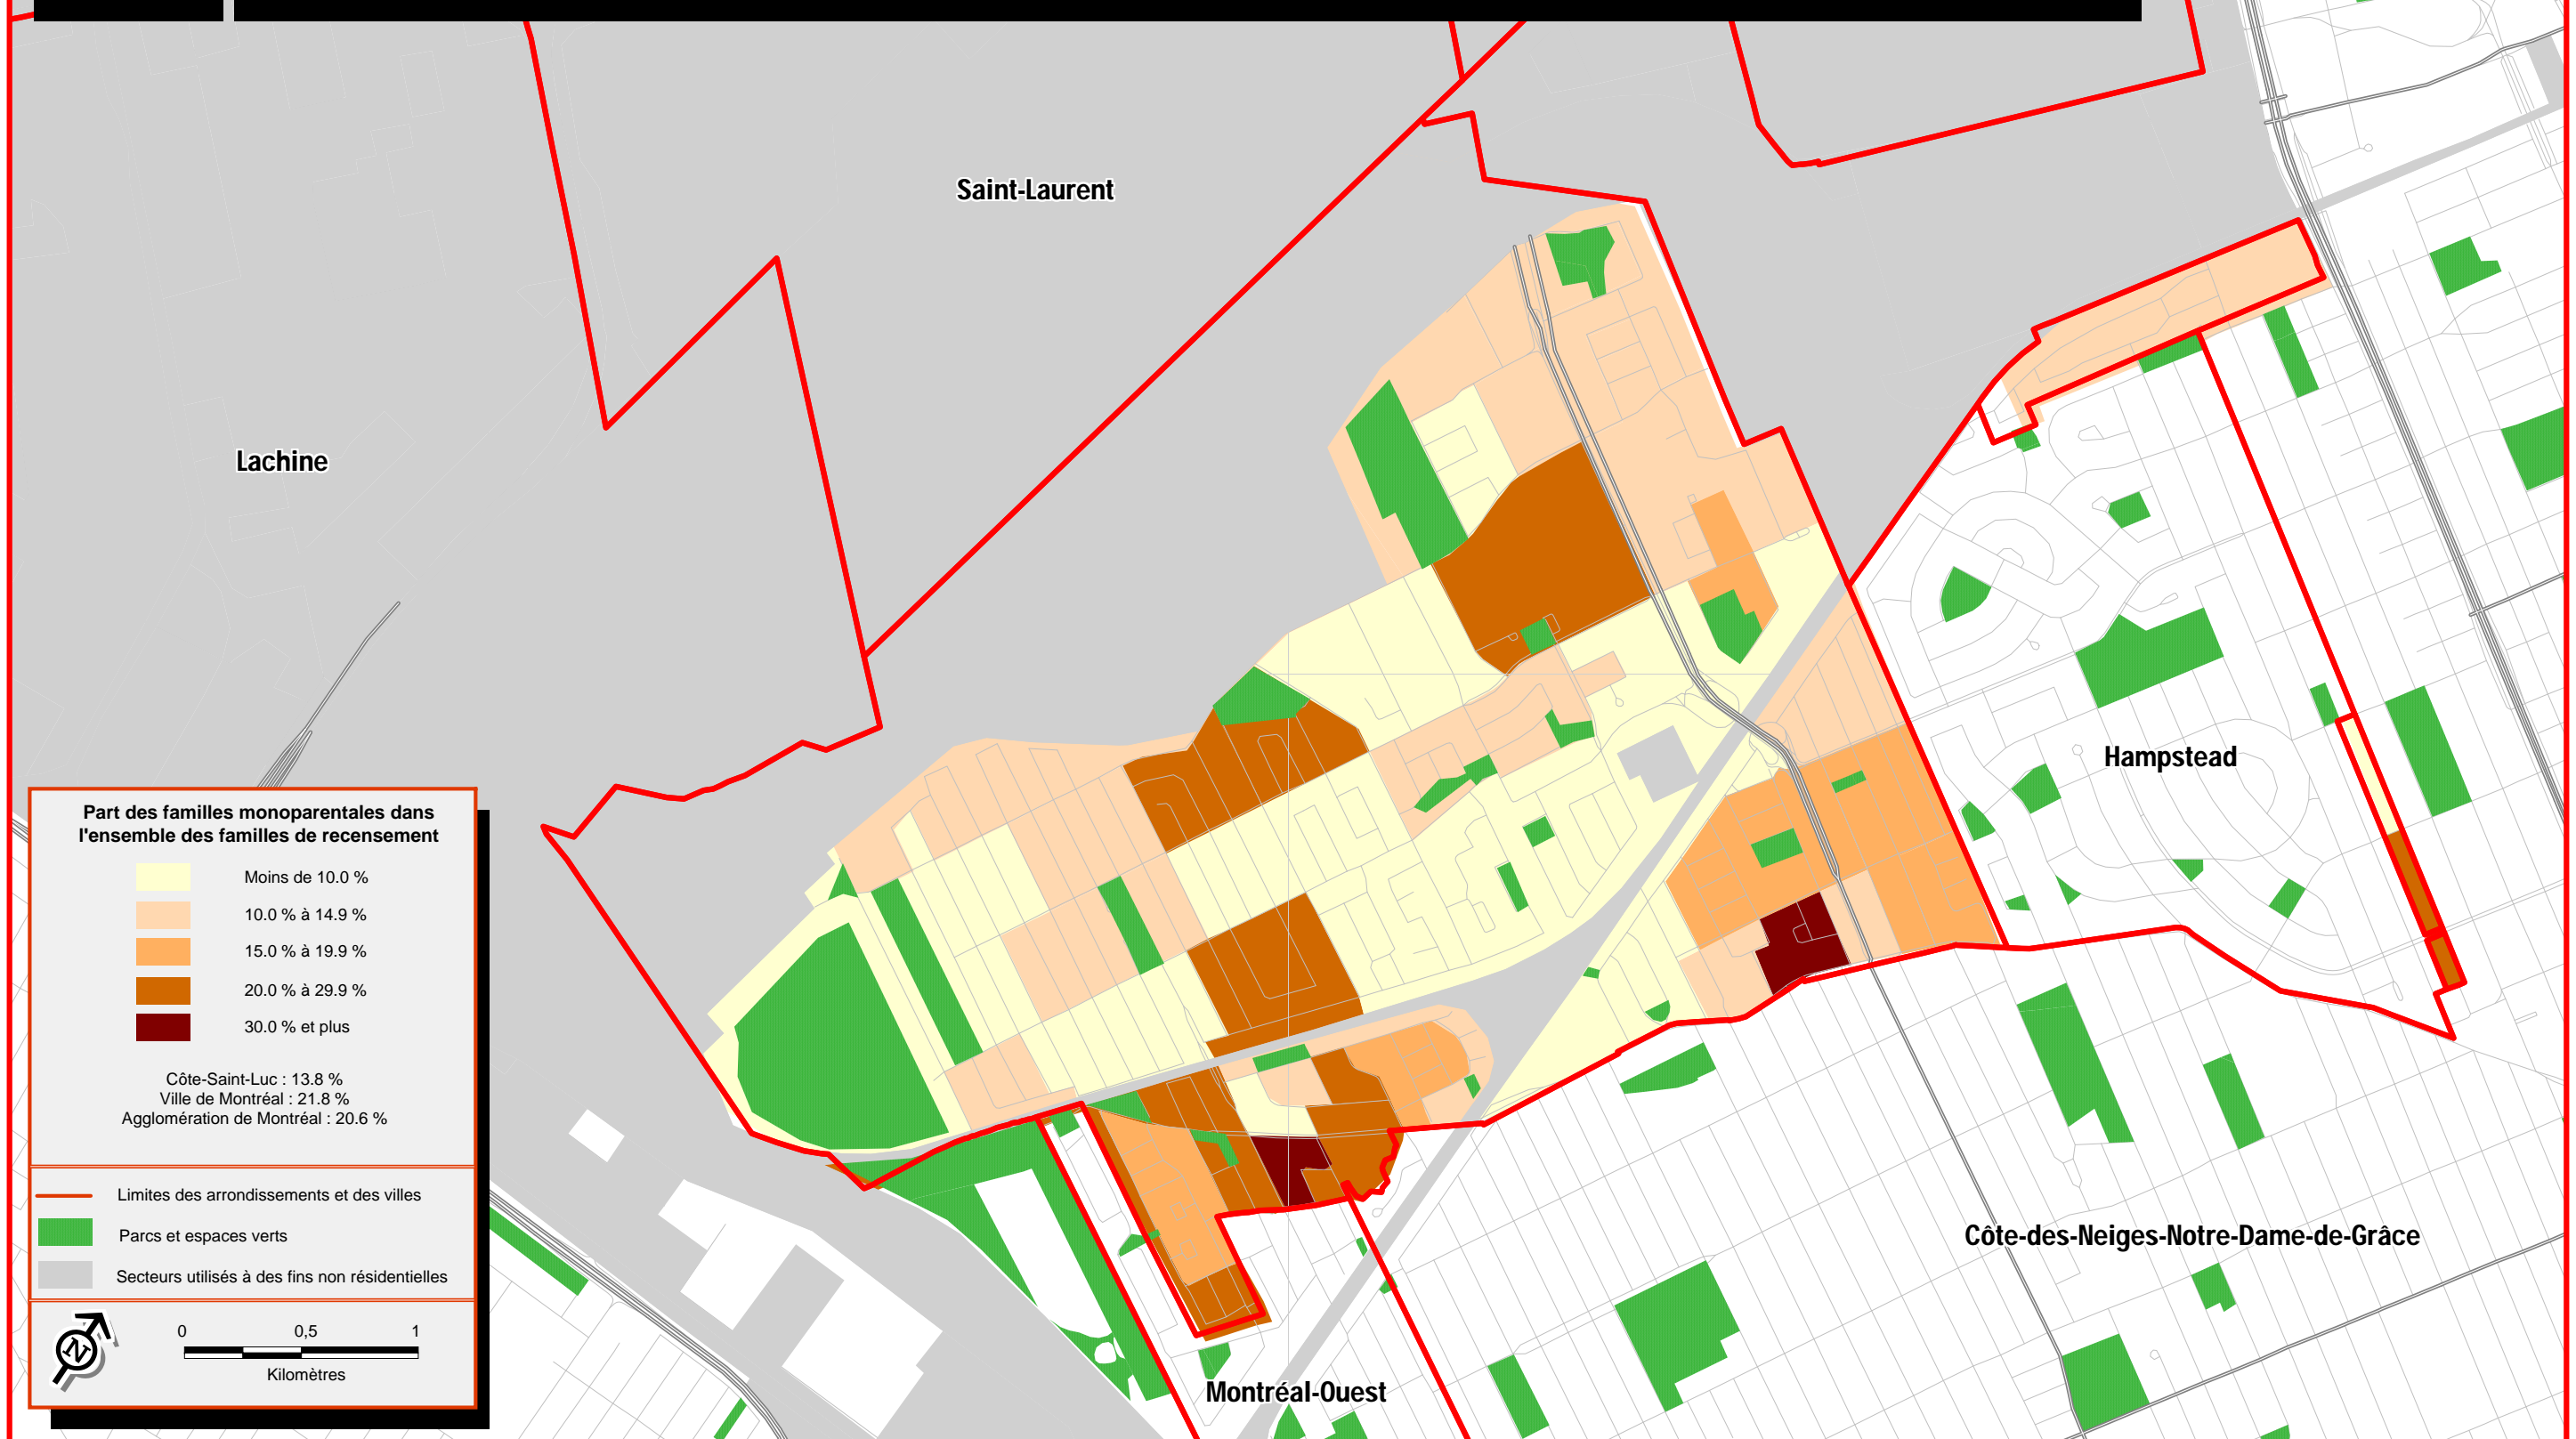 Saint-Laurent
Lachine
Hampstead
Côte-des-Neiges-Notre-Dame-de-Grâce
Montréal-Ouest
Part des familles monoparentales dans
l'ensemble des familles de recensement
Moins de 10.0 %
10.0 % à 14.9 %
15.0 % à 19.9 %
20.0 % à 29.9 %
30.0 % et plus
Côte-Saint-Luc : 13.8 %
Ville de Montréal : 21.8 %
Agglomération de Montréal : 20.6 %
Limites des arrondissements et des villes
Parcs et espaces verts
Secteurs utilisés à des fins non résidentielles
N
0 0,5 1
Kilomètres